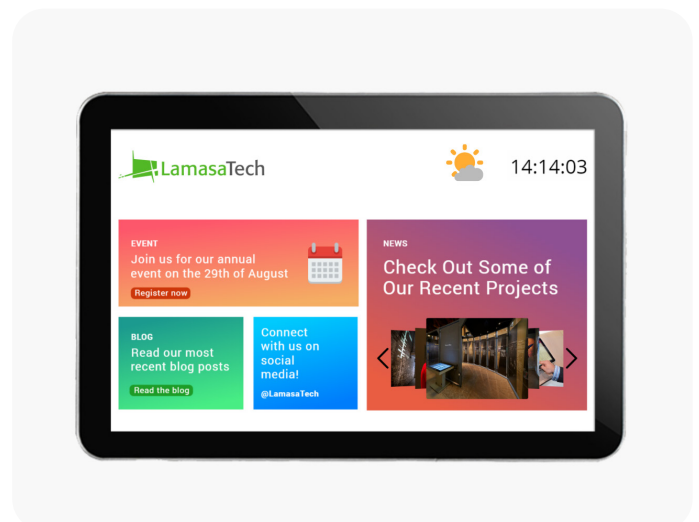 LamasaTech
14:14:03
EVENT
Join us for our annual
event on the 29th of August
Register now
BLOG
Read our most
recent blog posts
Read the blog
Connect
with us on
social
media!
@LamasaTech
NEWS
Check Out Some of
Our Recent Projects